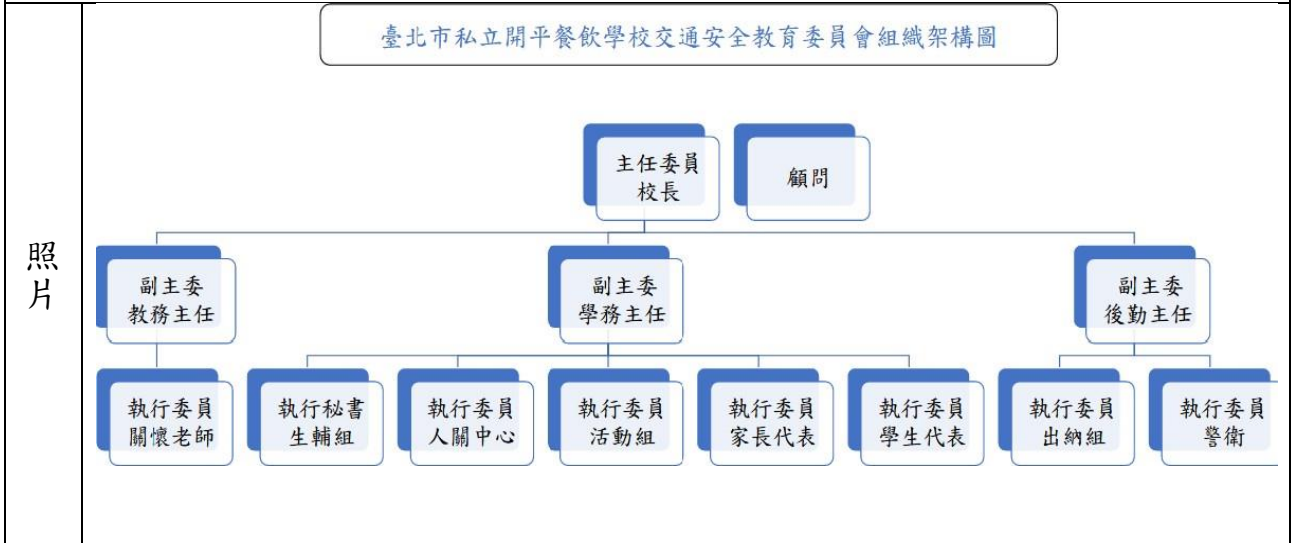 臺北市私立開平餐飲學校交通安全教育委員會組織架構圖
照
片
主任委員
校長
顧問
副主委
教務主任
副主委
學務主任
副主委
後勤主任
執行委員
關懷老師
執行秘書
生輔組
執行委員
人關中心
執行委員
活動組
執行委員
家長代表
執行委員
學生代表
執行委員
出納組
執行委員
警衛